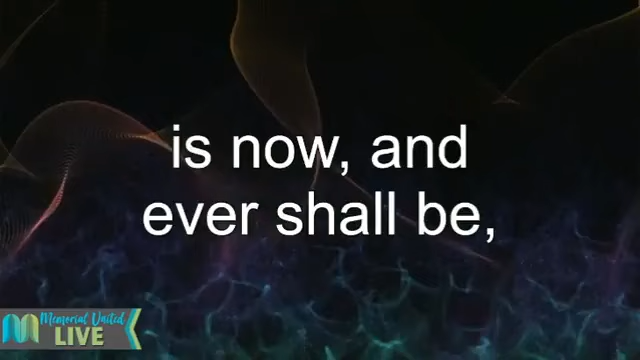 is now, and
ever shall be,
Memorial United
LIVE